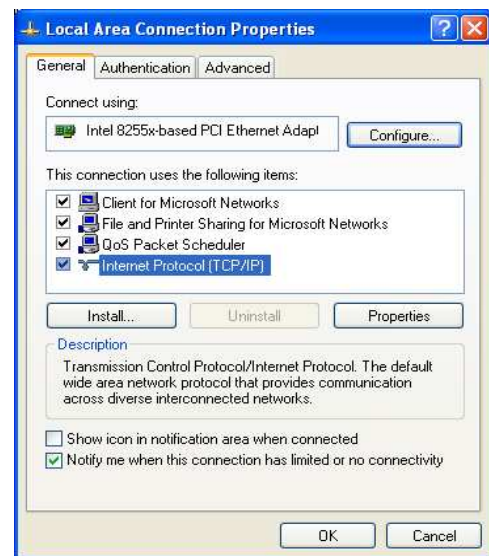 Local Area Connection Properties
General Authentication Advanced
Connect using:
Intel 8255x-based PCI Ethernet Adapl
Configure...
This connection uses the following items:
Client for Microsoft Networks
File and Printer Sharing for Microsoft Networks
QoS Packet Scheduler
Internet Protocol (TCP/IP)
Install... Uninstall Properties
Description
Transmission Control Protocol/Internet Protocol. The default
wide area network protocol that provides communication
across diverse interconnected networks.
Show icon in notification area when connected
Notify me when this connection has limited or no connectivity
OK Cancel